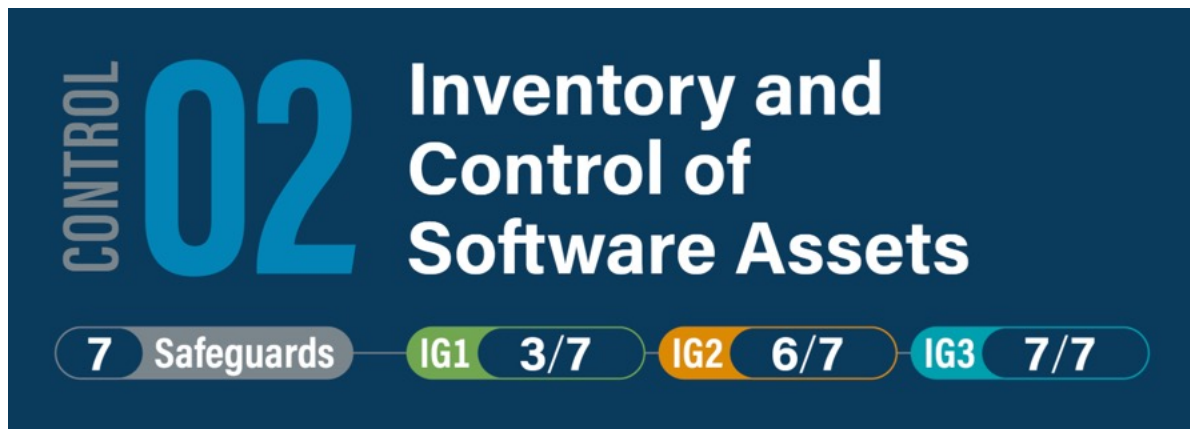 CONTROL
02
Inventory and
Control of
Software Assets
7 Safeguards IG1 3/7 IG2 6/7 IG3 7/7